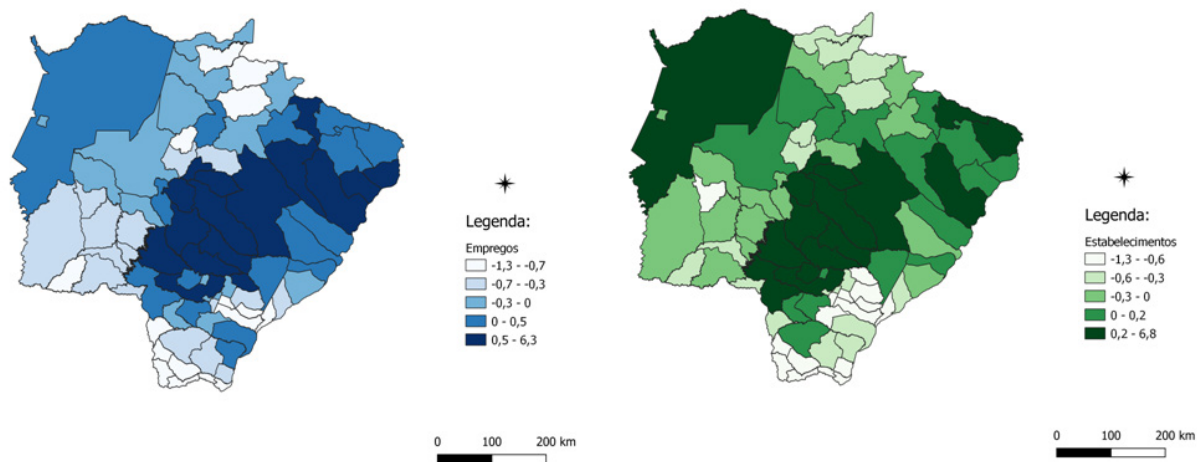 Legenda:
Empregos
-1,3 - -0,7
-0,7 - -0,3
-0,3 - 0
0 - 0,5
0,5 - 6,3
0 100 200 km
Legenda:
Estabelecimentos
-1,3 - -0,6
-0,6 - -0,3
-0,3 - 0
0 - 0,2
0,2 - 6,8
0 100 200 km